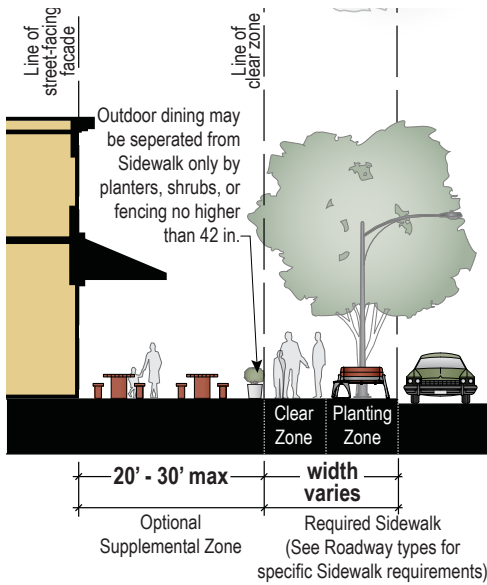 Line of
street-facing
facade
Line of
clear zone
Outdoor dining may
be seperated from
Sidewalk only by
planters, shrubs, or
fencing no higher
than 42 in.
Clear
Zone
Planting
Zone
20' - 30' max
width
varies
Optional
Supplemental Zone
Required Sidewalk
(See Roadway types for
specific Sidewalk requirements)